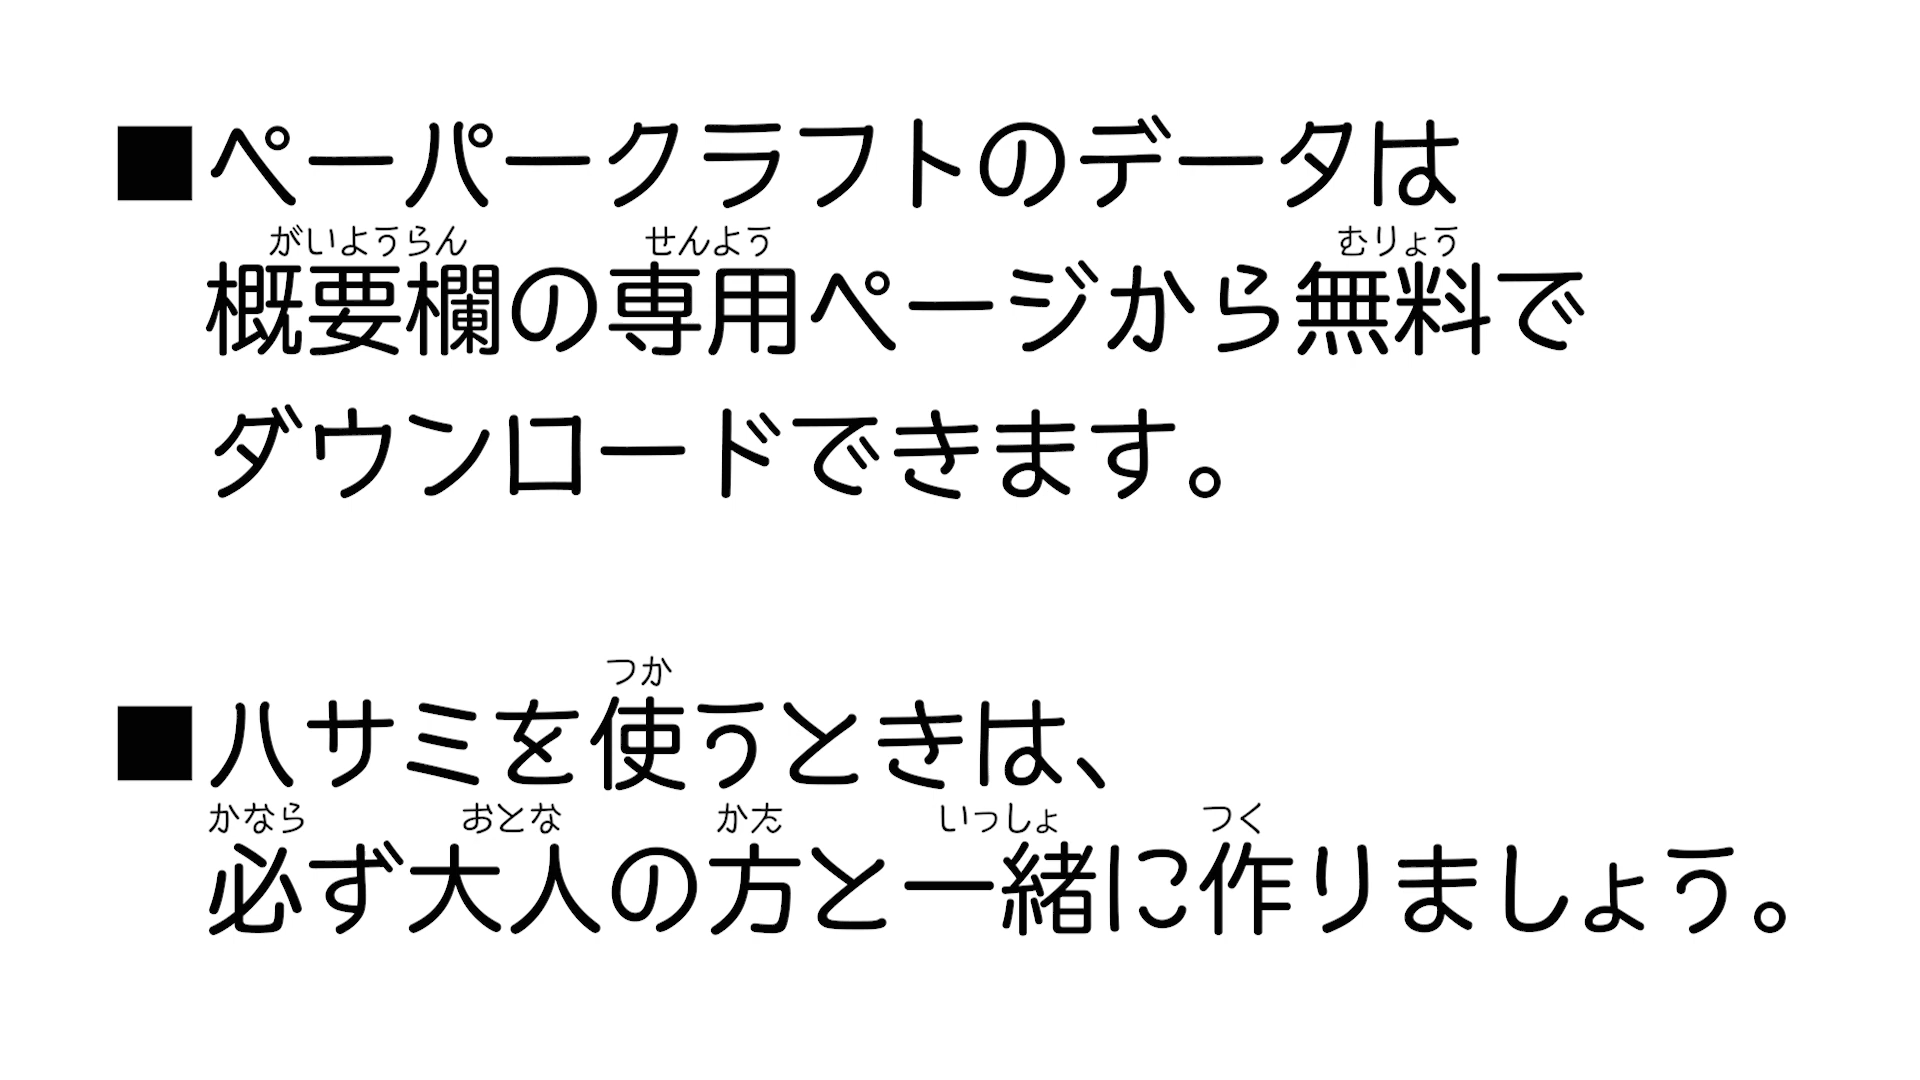 ■ペーパークラフトのデータは
がいようらん せんよう むりょう
概要欄の専用ページから無料で
ダウンロードできます。
つか
■ハサミを使うときは、
かなら おとな かた いっしょ つく
必ず大人の方と一緒に作りましょう。